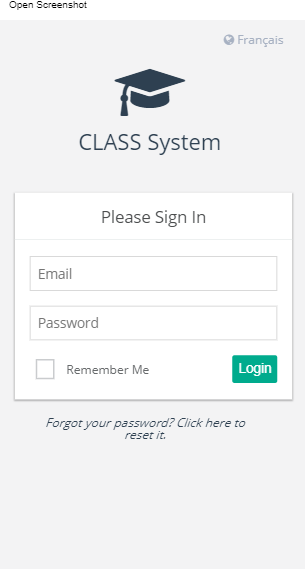 Open Screenshot
Français
CLASS System
Please Sign In
Email
Password
Remember Me
Login
Forgot your password? Click here to
reset it.